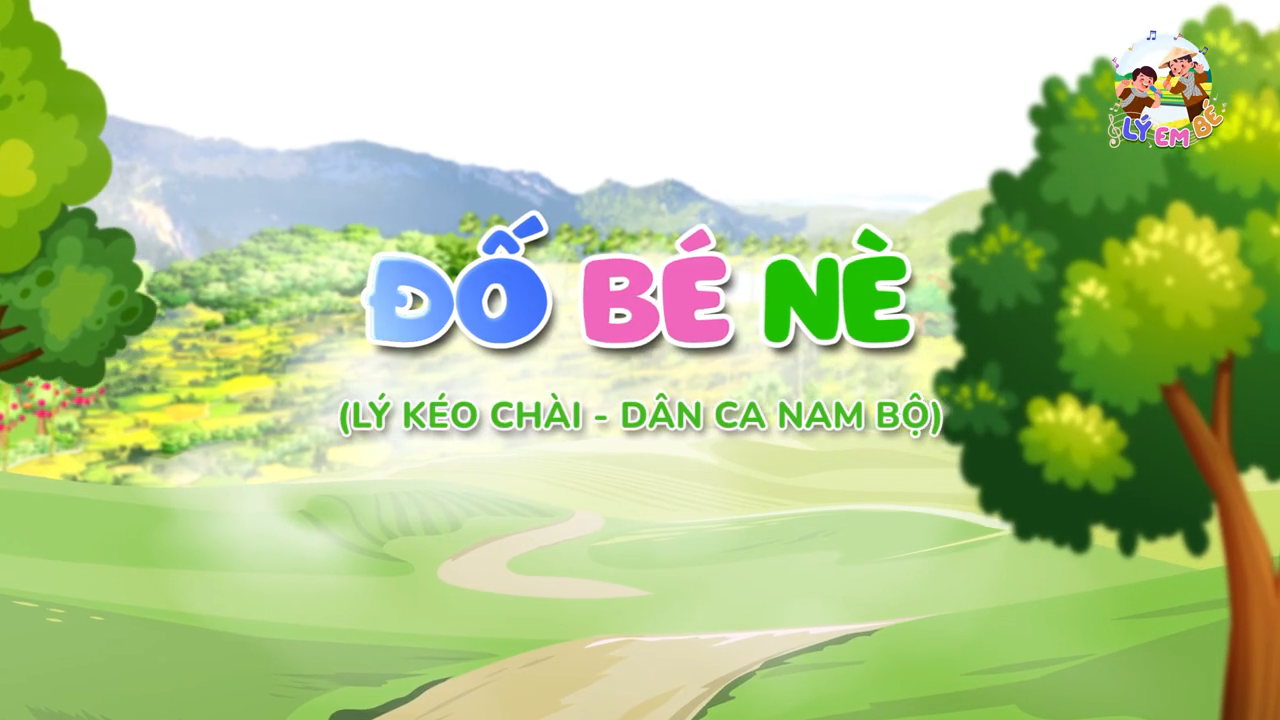 LÝ EM BÉ
ĐỐ BÉ NÈ
(LÝ KÉO CHÀI - DÂN CA NAM BỘ)